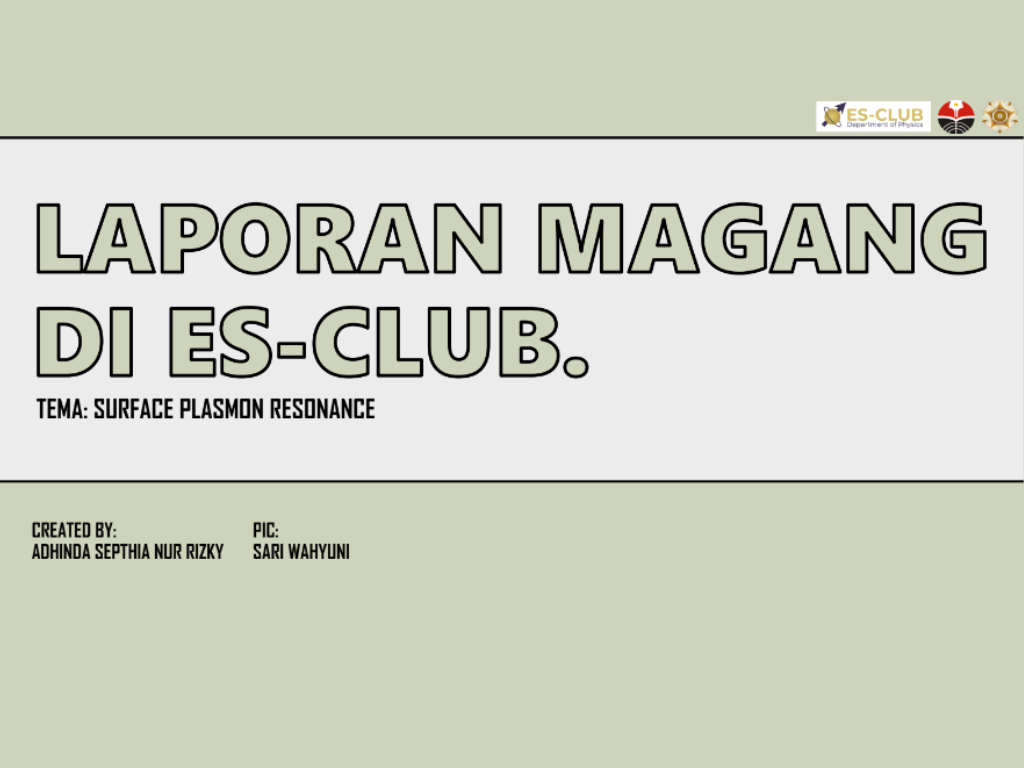 ES-CLUB
Department of Physics
LAPORAN MAGANG
DI ES-CLUB.
TEMA: SURFACE PLASMON RESONANCE
CREATED BY:
ADHINDA SEPTHIA NUR RIZKY
PIC:
SARI WAHYUNI